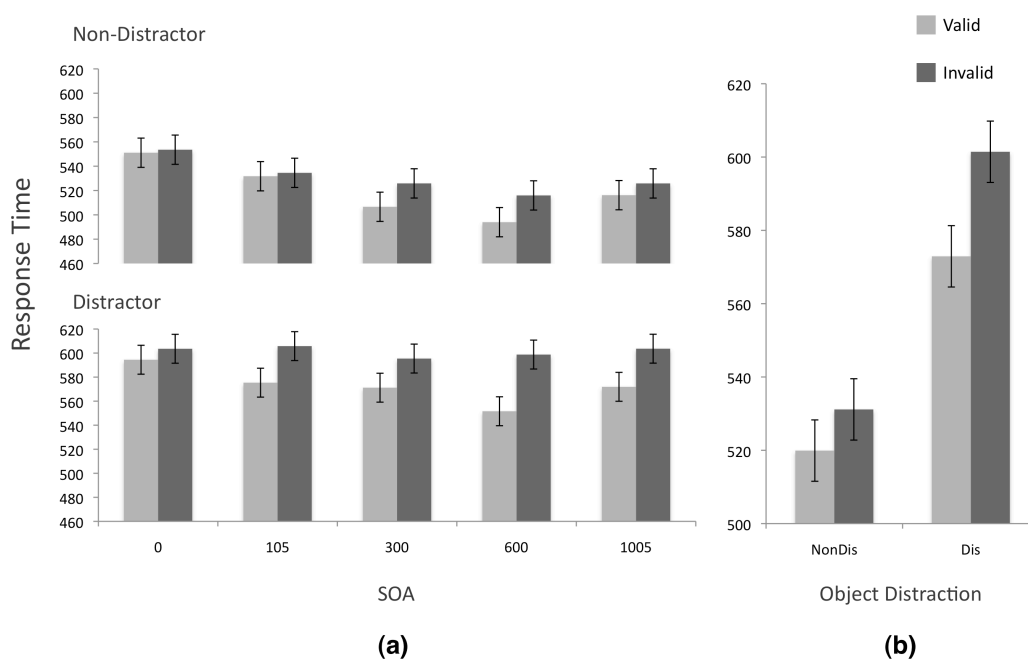 Non-Distractor
620
600
580
560
540
520
500
480
460
Distractor
620
600
580
560
540
520
500
480
460
0 105 300 600 1005
SOA
Response Time
(a)
Valid
Invalid
620
600
580
560
540
520
500
NonDis Dis
Object Distraction
(b)